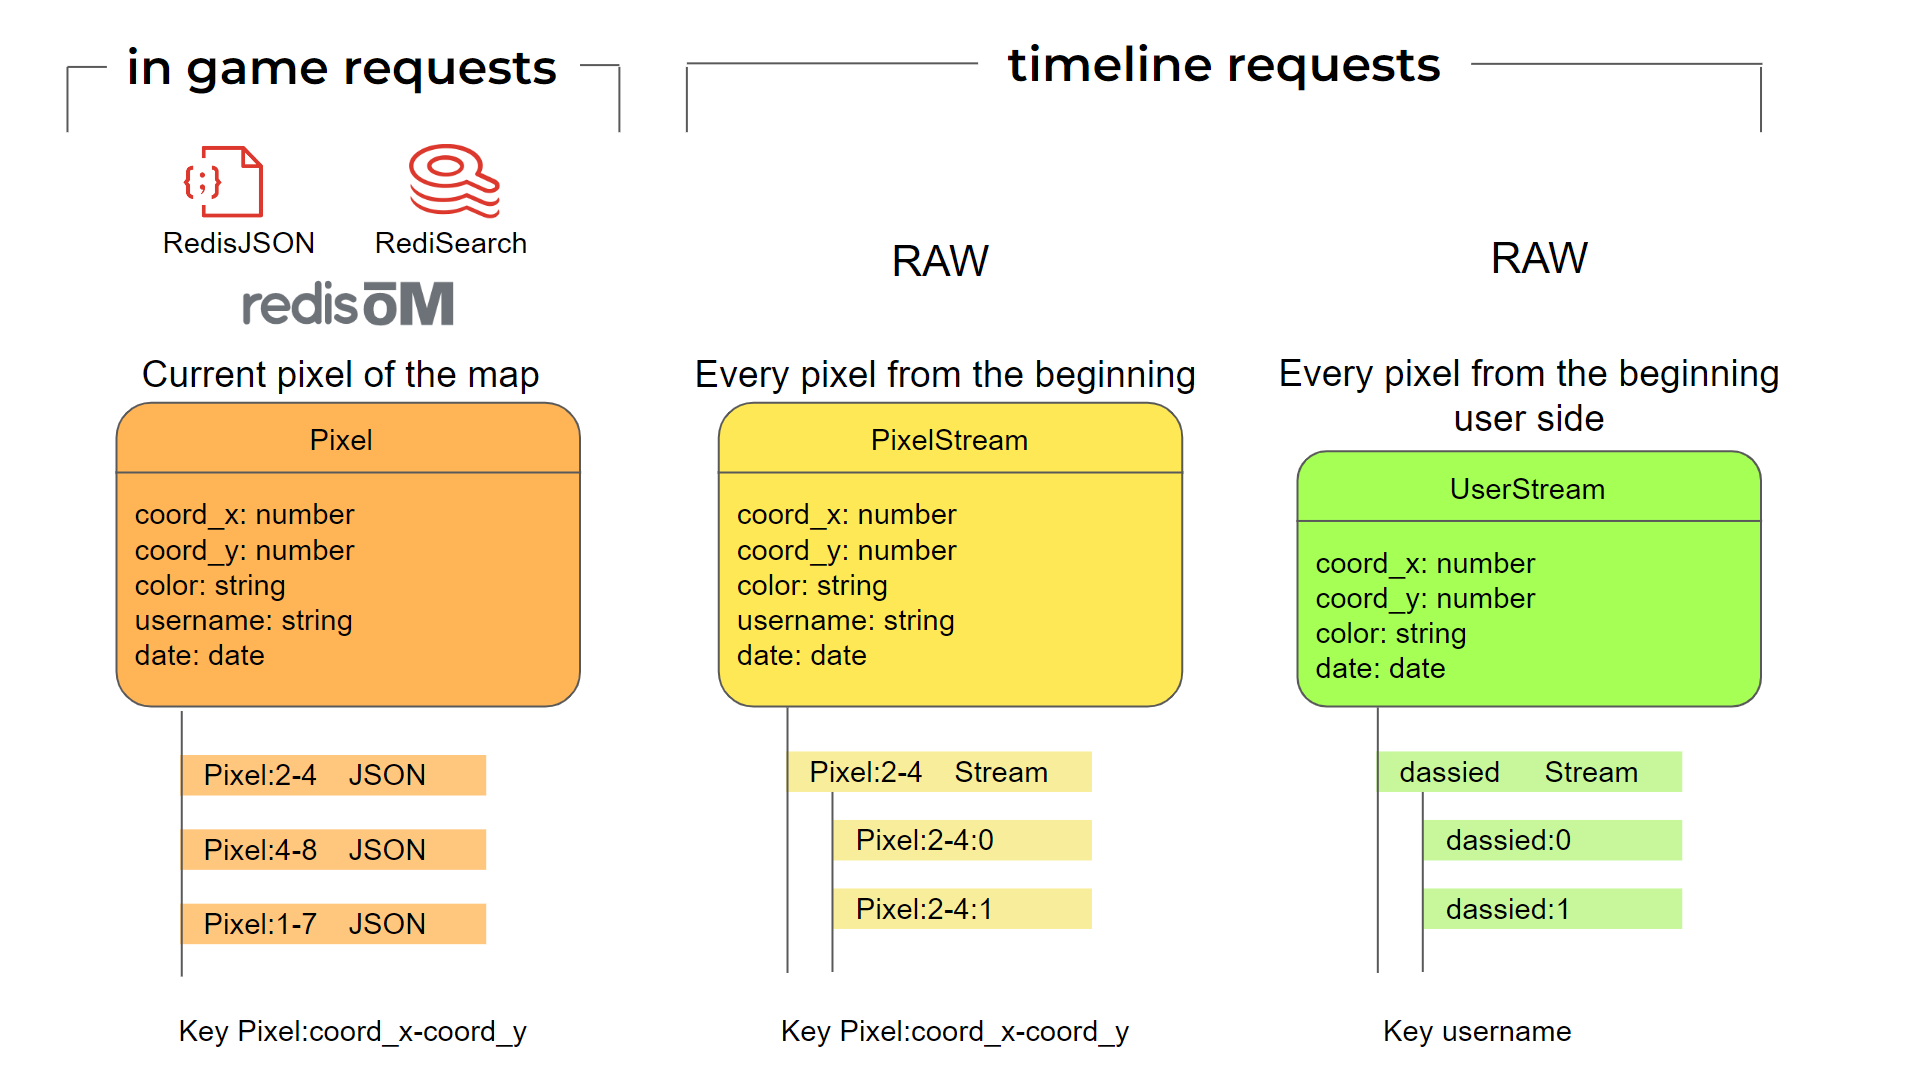 in game requests
timeline requests
RedisJSON
RediSearch
redisOM
RAW
RAW
Current pixel of the map
Every pixel from the beginning
Every pixel from the beginning
user side
Pixel
coord_x: number
coord_y: number
color: string
username: string
date: date
PixelStream
coord_x: number
coord_y: number
color: string
username: string
date: date
UserStream
coord_x: number
coord_y: number
color: string
date: date
Pixel:2-4 JSON
Pixel:4-8 JSON
Pixel:1-7 JSON
Pixel:2-4 Stream
Pixel:2-4:0
Pixel:2-4:1
dassied Stream
dassied:0
dassied:1
Key Pixel:coord_x-coord_y
Key Pixel:coord_x-coord_y
Key username